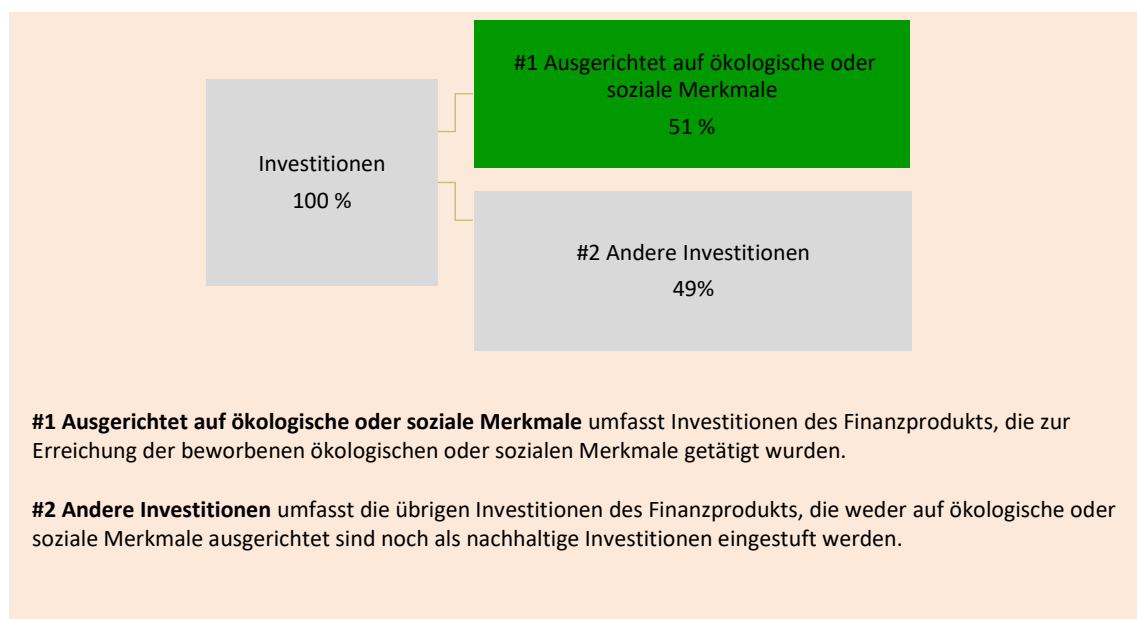 #1 Ausgerichtet auf ökologische oder
soziale Merkmale
51 %
Investitionen
100 %
#2 Andere Investitionen
49%
#1 Ausgerichtet auf ökologische oder soziale Merkmale umfasst Investitionen des Finanzprodukts, die zur
Erreichung der beworbenen ökologischen oder sozialen Merkmale getätigt wurden.
#2 Andere Investitionen umfasst die übrigen Investitionen des Finanzprodukts, die weder auf ökologische oder
soziale Merkmale ausgerichtet sind noch als nachhaltige Investitionen eingestuft werden.